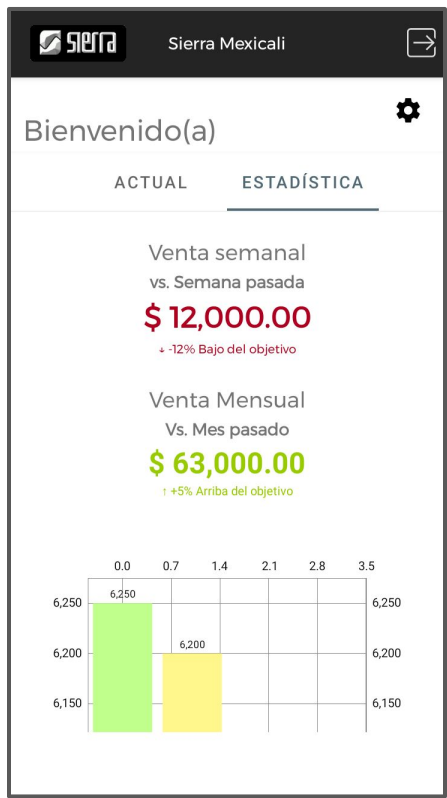 sierra
Sierra Mexicali
Bienvenido(a)
ACTUAL ESTADÍSTICA
Venta semanal
vs. Semana pasada
$ 12,000.00
↓ -12% Bajo del objetivo
Venta Mensual
Vs. Mes pasado
$ 63,000.00
↑ +5% Arriba del objetivo
0.0 0.7 1.4 2.1 2.8 3.5
6,250 6,250 6,250
6,200 6,200 6,200
6,150 6,150